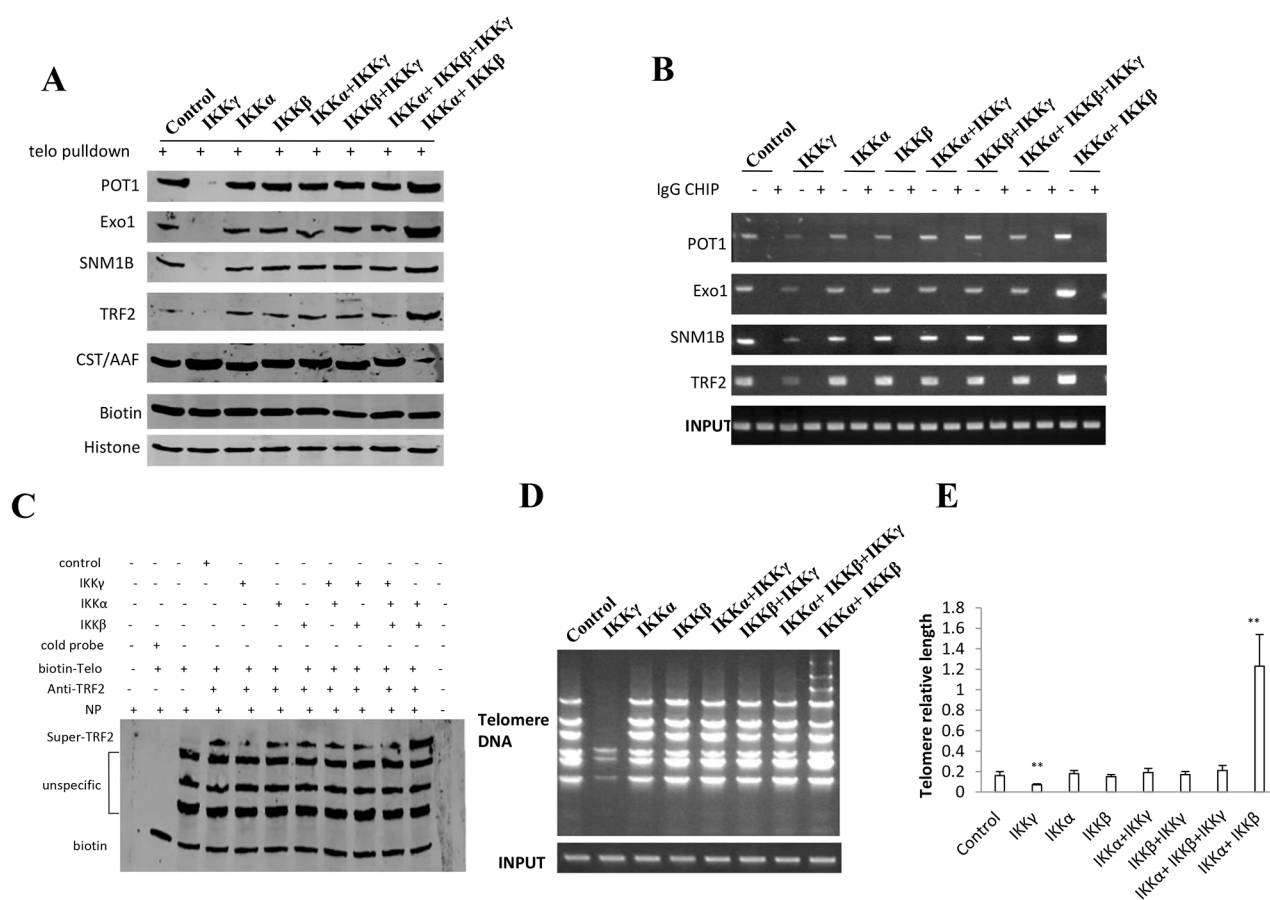 A
Control
IKKγ
IKKα
IKKβ
IKKα+IKKγ
IKKβ+IKKγ
IKKα+ IKKβ+IKKγ
IKKα+ IKKβ
telo pulldown + + + + + + + +
POT1
Exo1
SNM1B
TRF2
CST/AAF
Biotin
Histone
B
Control
IKKγ
IKKα
IKKβ
IKKα+IKKγ
IKKβ+IKKγ
IKKα+ IKKβ+IKKγ
IKKα+ IKKβ
IgG CHIP - + - + - + - + - + - + - + - +
POT1
Exo1
SNM1B
TRF2
INPUT
C
control - - - + - - - - - - - -
IKKγ - - - - + - - + + + - -
IKKα - - - - - + - + - + + -
IKKβ - - - - - - + - + + + -
cold probe - + - - - - - - - - - -
biotin-Telo - + + + + + + + + + + -
Anti-TRF2 - - - + + + + + + + + -
NP + + + + + + + + + + + -
Super-TRF2
unspecific
biotin
D
Control
IKKγ
IKKα
IKKβ
IKKα+IKKγ
IKKβ+IKKγ
IKKα+ IKKβ+IKKγ
IKKα+ IKKβ
Telomere
DNA
INPUT
E
Telomere relative length
1.8
1.6
1.4
1.2
1
0.8
0.6
0.4
0.2
0
**
**
Control
IKKγ
IKKα
IKKβ
IKKα+IKKγ
IKKβ+IKKγ
IKKα+ IKKβ+IKKγ
IKKα+ IKKβ